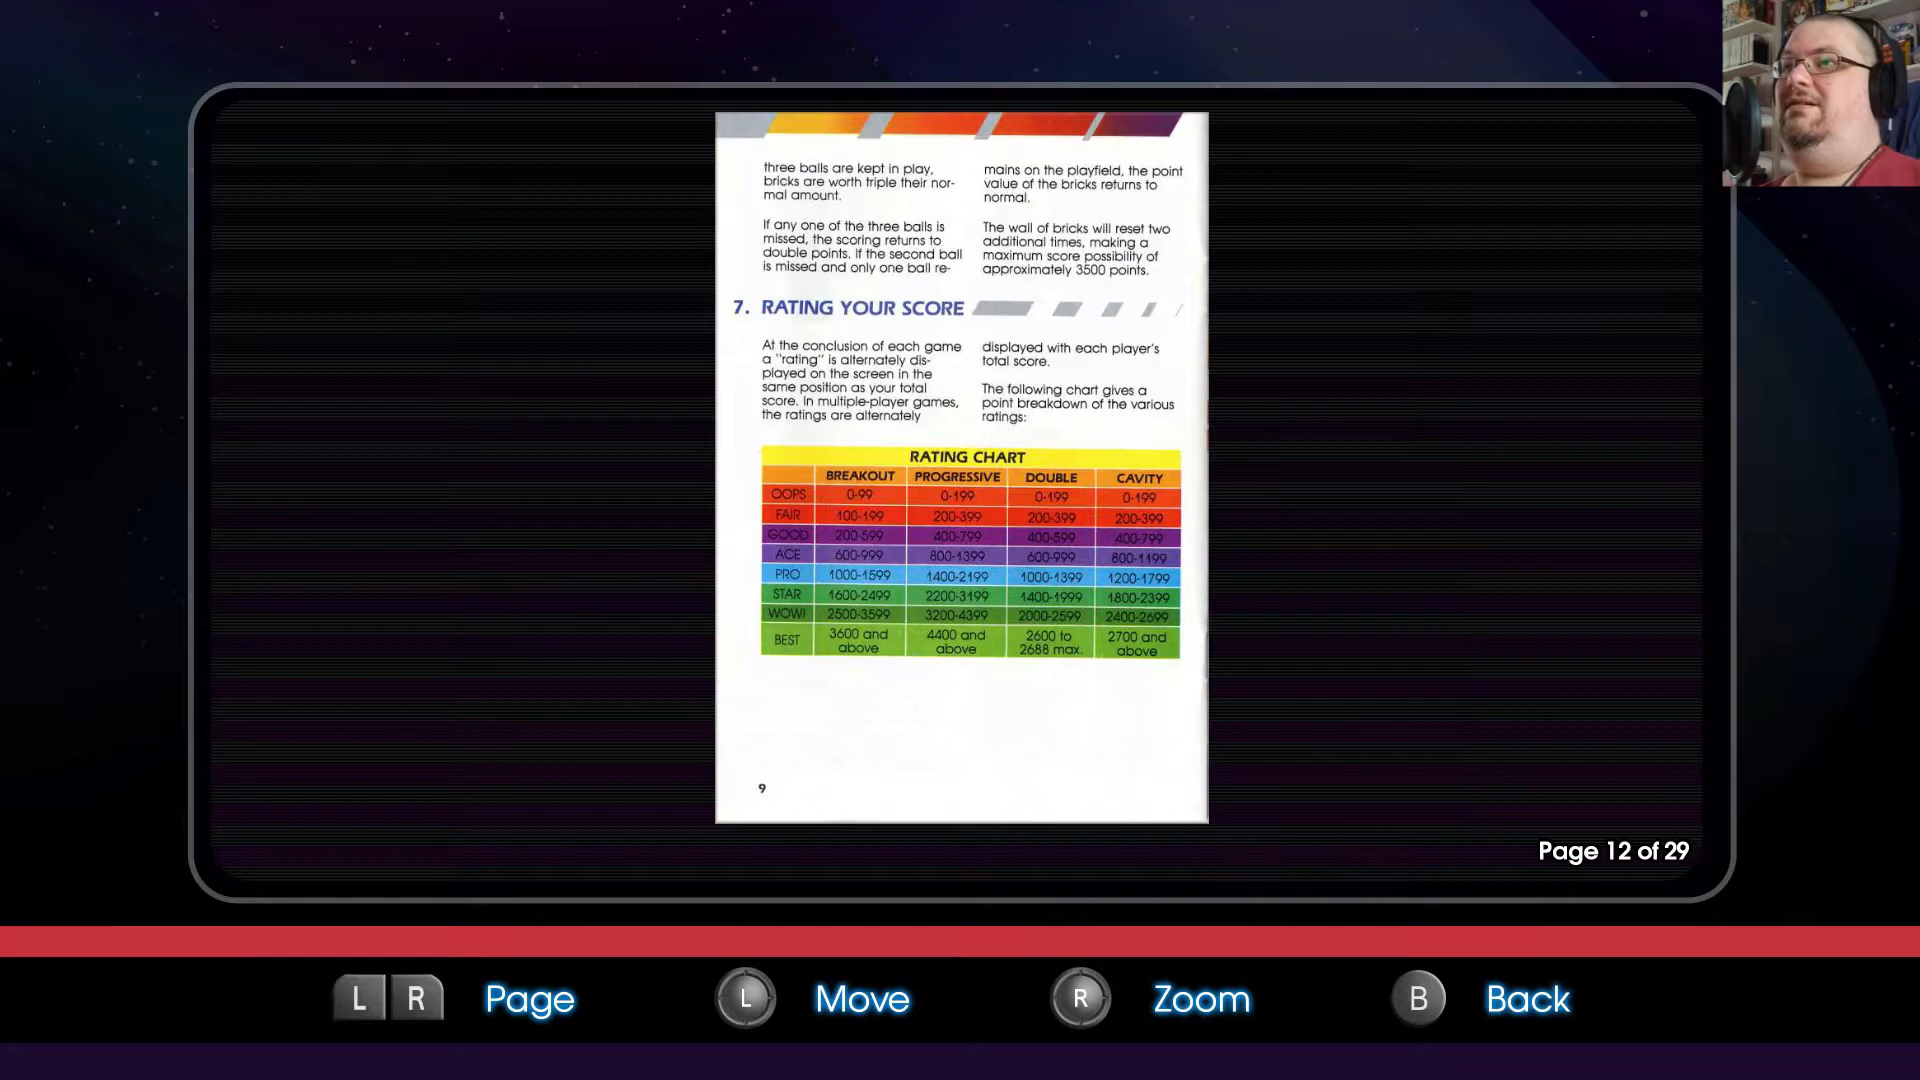 three balls are kept in play,
bricks are worth triple their nor-
mal amount.
If any one of the three balls is
missed, the scoring returns to
double points. If the second ball
is missed and only one ball re-
mains on the playfield, the point
value of the bricks returns to
normal.
The wall of bricks will reset two
additional times, making a
maximum score possibility of
approximately 3500 points.
7. RATING YOUR SCORE
At the conclusion of each game
a "rating" is alternately dis-
played on the screen in the
same position as your total
score. In multiple-player games,
the ratings are alternately
displayed with each player's
total score.
The following chart gives a
point breakdown of the various
ratings:
RATING CHART
BREAKOUT PROGRESSIVE DOUBLE CAVITY
OOPS 0-99 0-199 0-199 0-199
FAIR 100-199 200-399 200-399 200-399
GOOD 200-599 400-799 400-599 400-799
ACE 600-999 800-1399 600-999 800-1199
PRO 1000-1599 1400-2199 1000-1399 1200-1799
STAR 1600-2499 2200-3199 1400-1999 1800-2399
WOW! 2500-3599 3200-4399 2000-2599 2400-2699
BEST 3600 and above 4400 and above 2600 to 2688 max. 2700 and above
9
Page 12 of 29
L R Page L Move R Zoom B Back